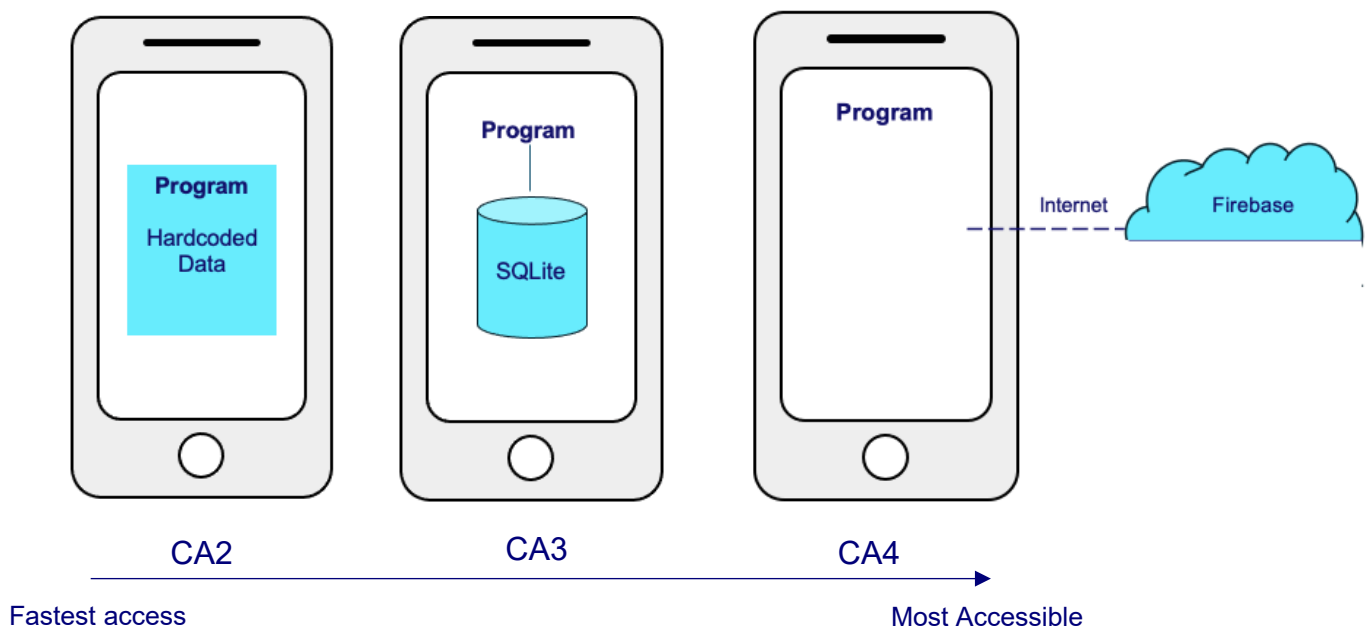 Program
Hardcoded
Data
Program
SQLite
Program
Internet
Firebase
CA2
CA3
CA4
Fastest access
Most Accessible